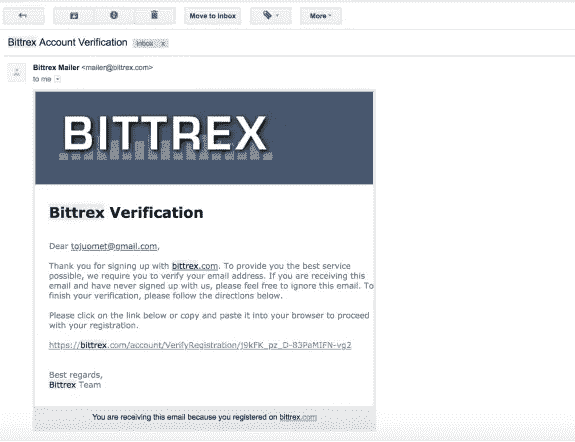 Move to Inbox
More
Bittrex Account Verification Inbox x
Bittrex Mailer <mailer@bittrex.com>
to me
BITTREX
Bittrex Verification
Dear tojuomet@gmail.com,
Thank you for signing up with bittrex.com. To provide you the best service
possible, we require you to verify your email address. If you are receiving this
email and have never signed up with us, please feel free to ignore this email. To
finish your verification, please follow the directions below.
Please click on the link below or copy and paste it into your browser to proceed
with your registration.
https://bittrex.com/account/VerifyRegistration/j9kFK_pz_D-83PaMIFN-vg2
Best regards,
Bittrex Team
You are receiving this email because you registered on bittrex.com